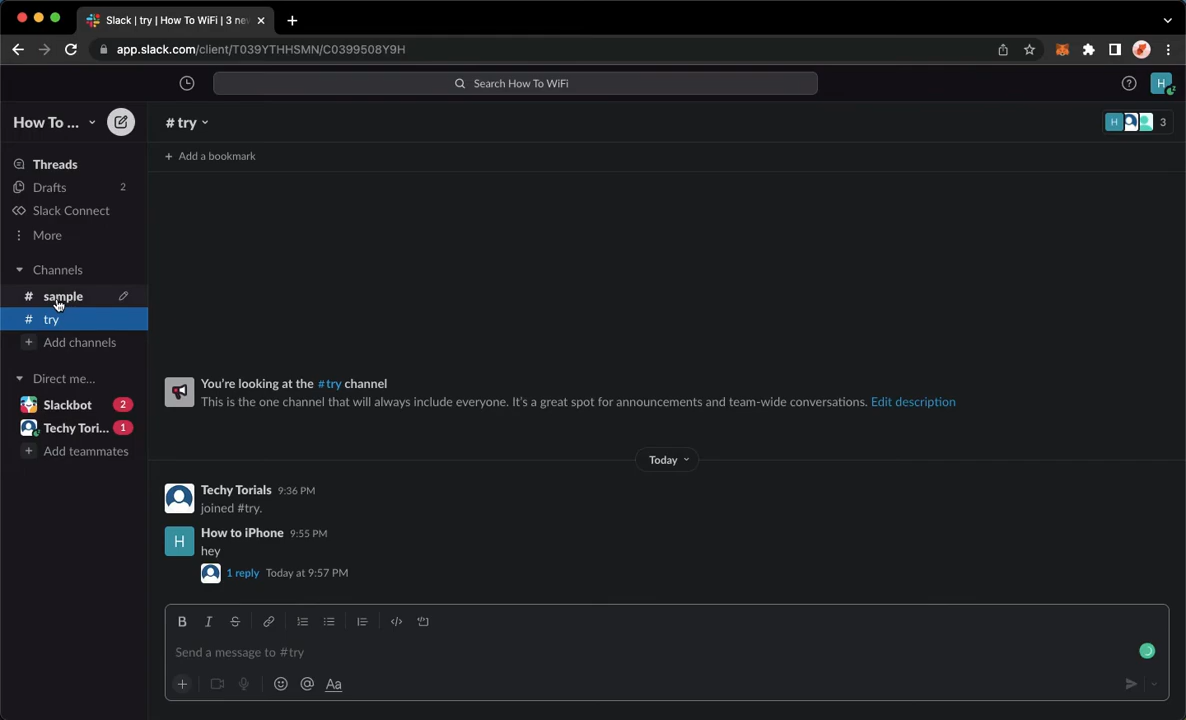 Slack | try | How To WiFi | 3 ne
app.slack.com/client/T039YTHHSMN/C0399508Y9H
Search How To WiFi
H
How To ...
# try
H
3
Threads
+ Add a bookmark
Drafts 2
Slack Connect
More
Channels
# sample
# try
+ Add channels
Direct me...
Slackbot 2
Techy Tori... 1
+ Add teammates
You're looking at the #try channel
This is the one channel that will always include everyone. It's a great spot for announcements and team-wide conversations. Edit description
Today
Techy Torials 9:36 PM
joined #try.
H
How to iPhone 9:55 PM
hey
1 reply Today at 9:57 PM
B I S
Send a message to #try
+ @ Aa